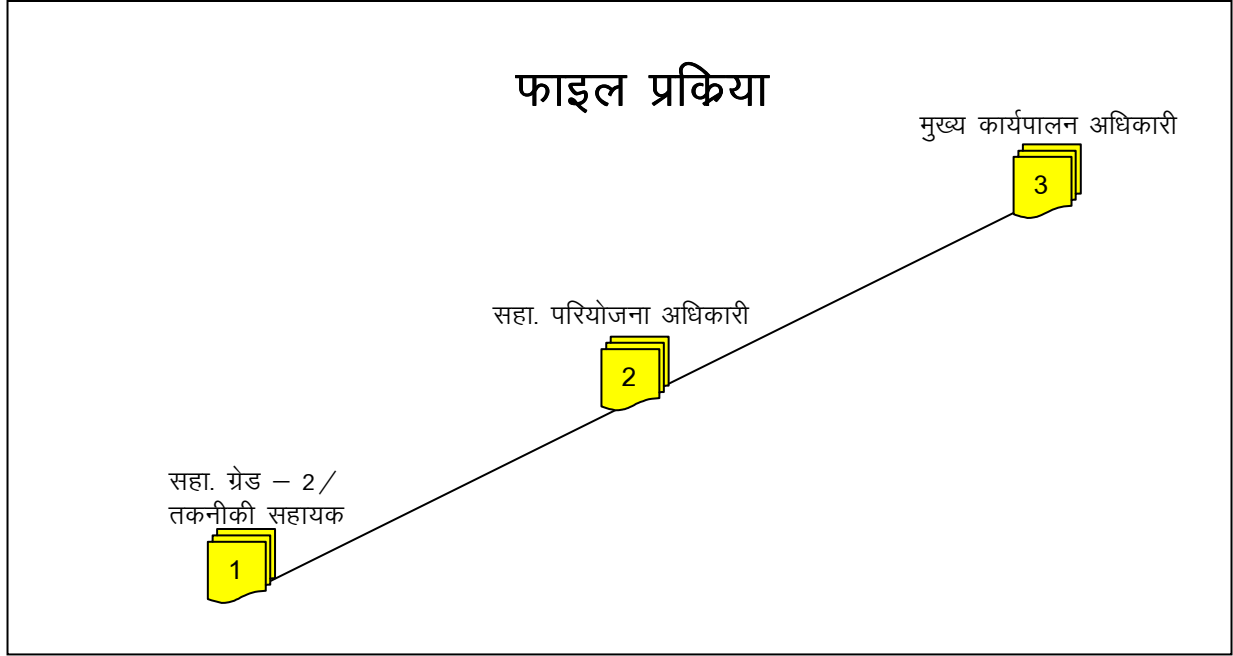 फाइल प्रक्रिया
मुख्य कार्यपालन अधिकारी
3
सहा. परियोजना अधिकारी
2
सहा. ग्रेड – 2/
तकनीकी सहायक
1